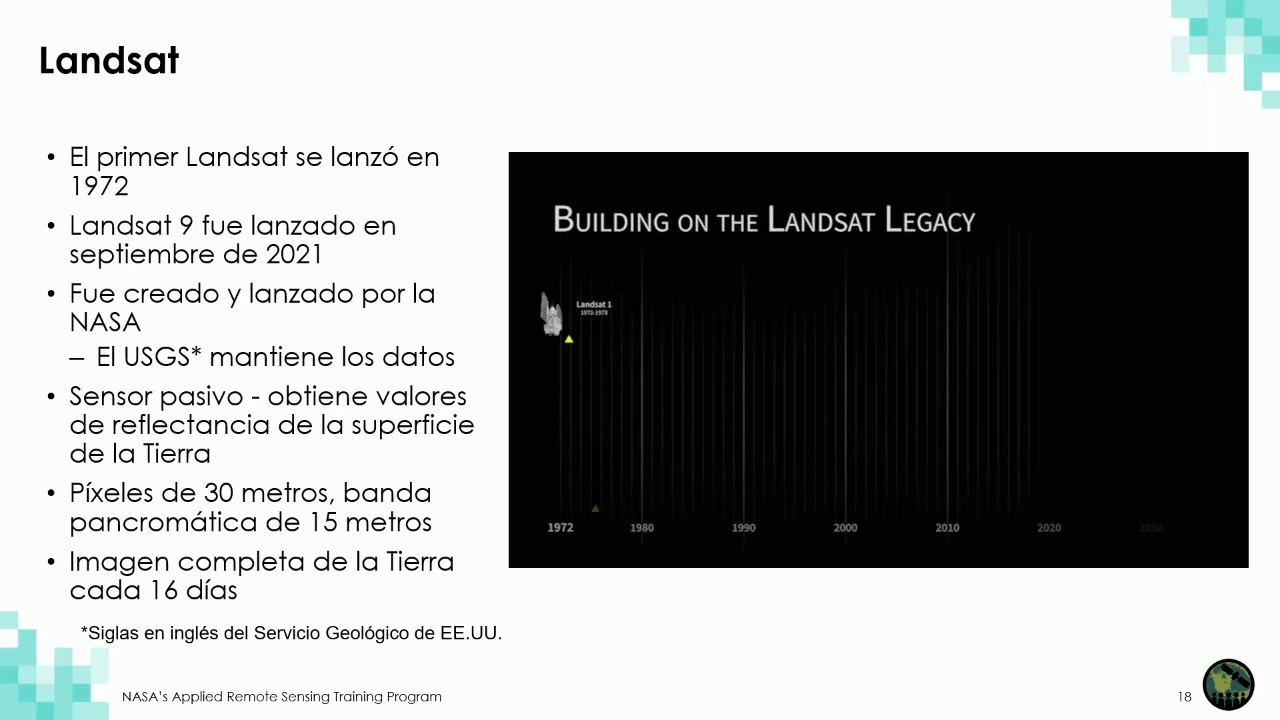 Landsat
• El primer Landsat se lanzó en
1972
• Landsat 9 fue lanzado en
septiembre de 2021
• Fue creado y lanzado por la
NASA
– El USGS* mantiene los datos
• Sensor pasivo - obtiene valores
de reflectancia de la superficie
de la Tierra
• Píxeles de 30 metros, banda
pancromática de 15 metros
• Imagen completa de la Tierra
cada 16 días
*Siglas en inglés del Servicio Geológico de EE.UU.
BUILDING ON THE LANDSAT LEGACY
Landsat 1
1972-1978
1972 1980 1990 2000 2010 2020
NASA's Applied Remote Sensing Training Program
18